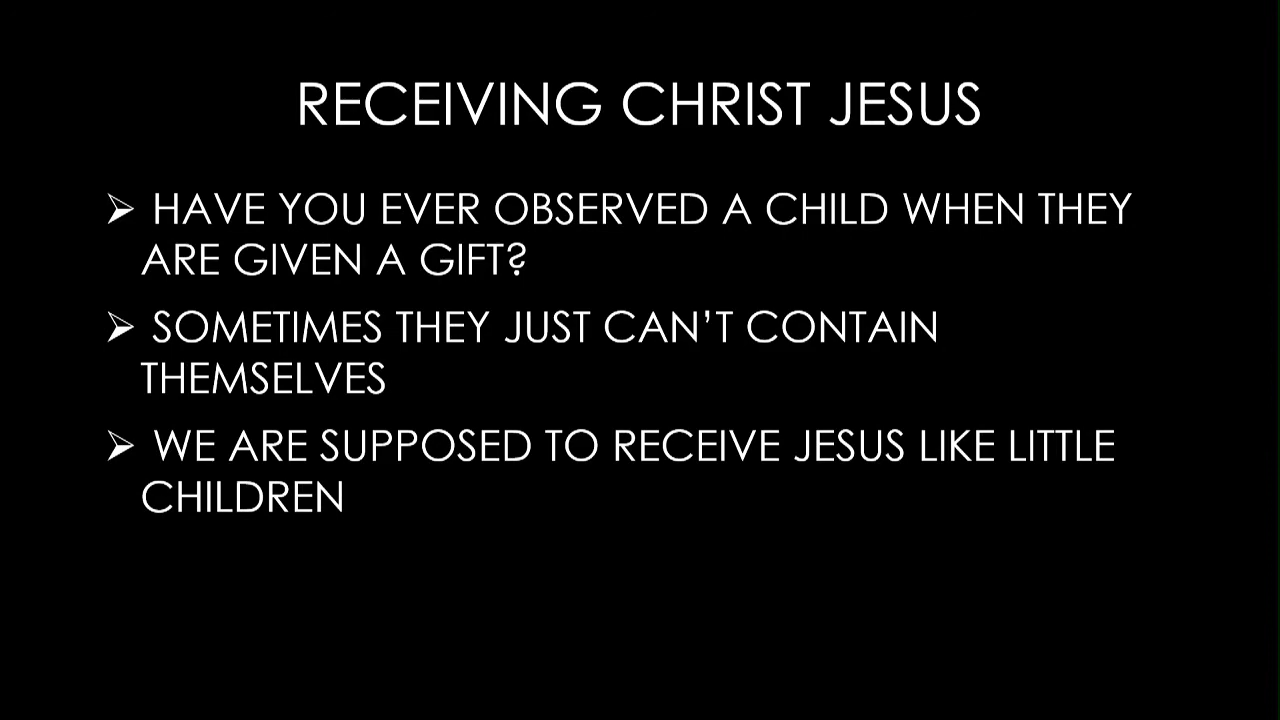 RECEIVING CHRIST JESUS
➢ HAVE YOU EVER OBSERVED A CHILD WHEN THEY
ARE GIVEN A GIFT?
➢ SOMETIMES THEY JUST CAN’T CONTAIN
THEMSELVES
➢ WE ARE SUPPOSED TO RECEIVE JESUS LIKE LITTLE
CHILDREN